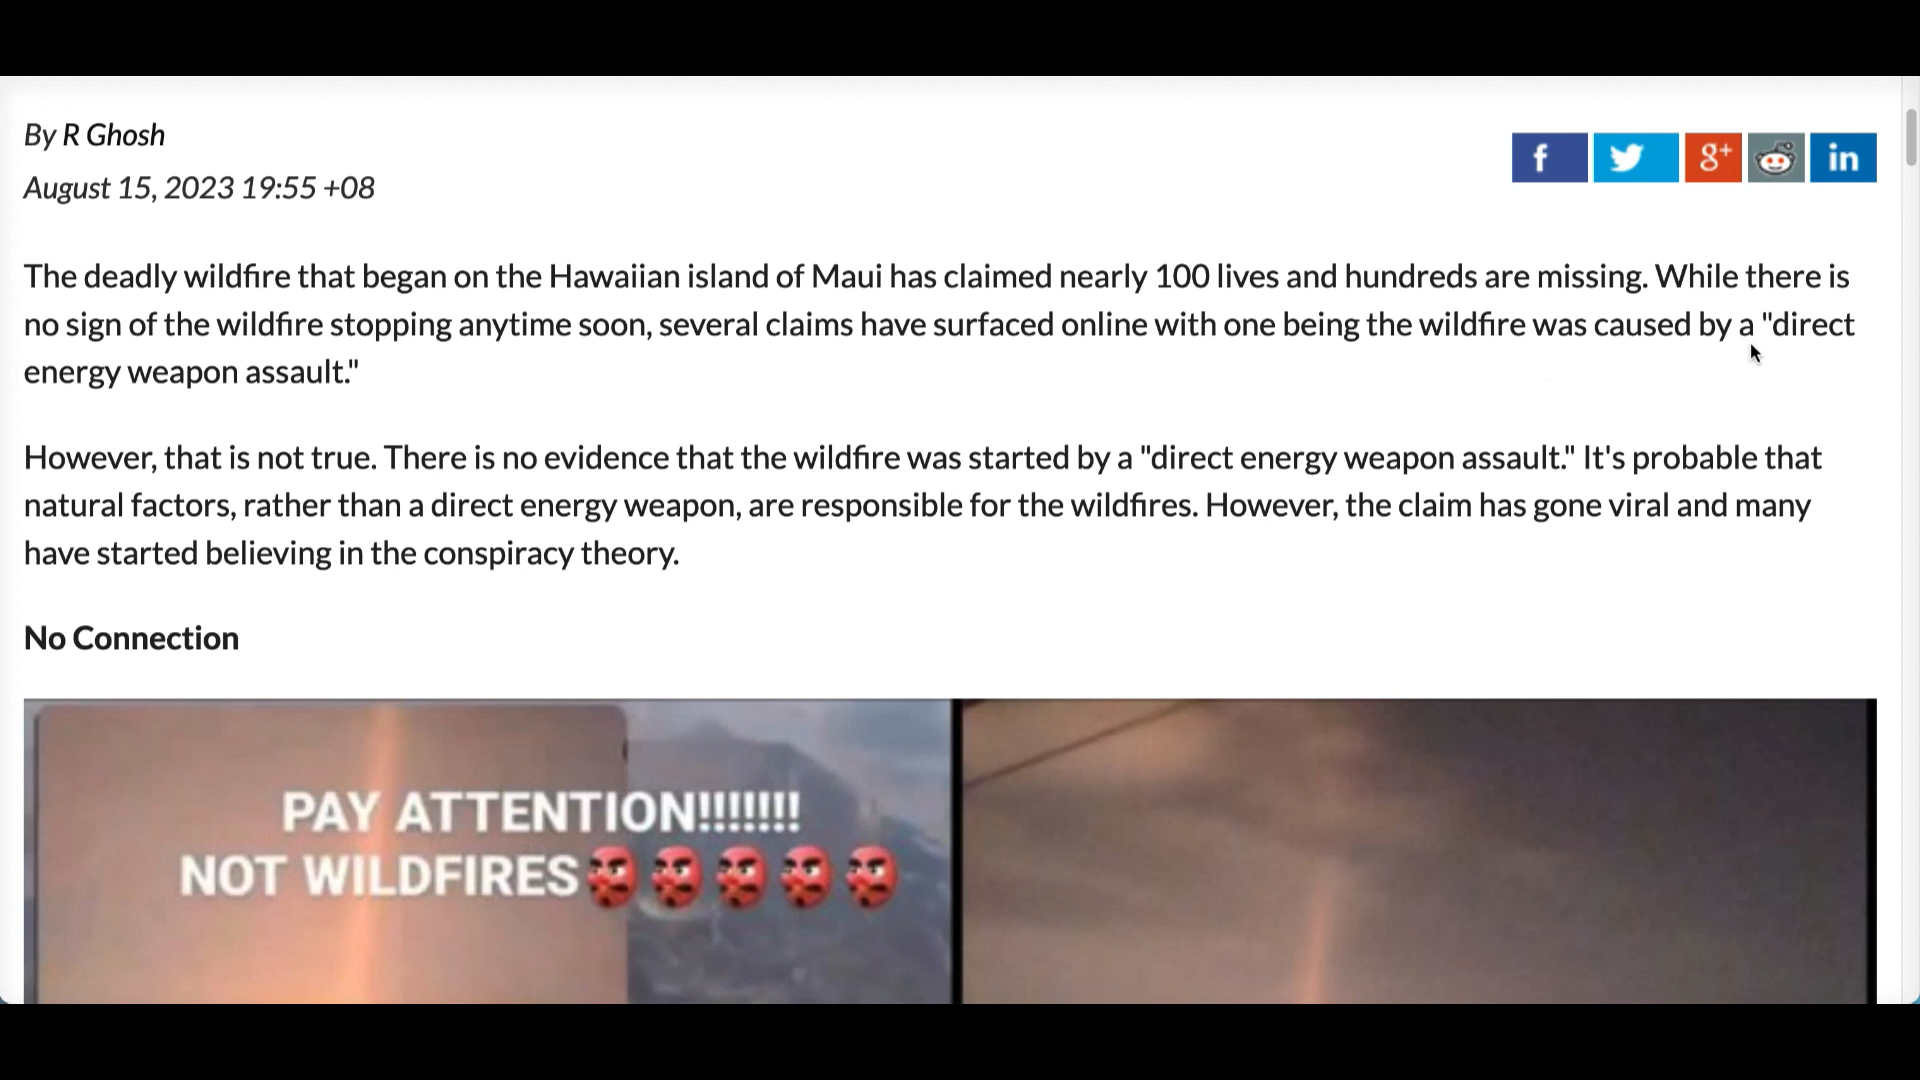 By R Ghosh
August 15, 2023 19:55 +08
f
g+
in
The deadly wildfire that began on the Hawaiian island of Maui has claimed nearly 100 lives and hundreds are missing. While there is
no sign of the wildfire stopping anytime soon, several claims have surfaced online with one being the wildfire was caused by a "direct
energy weapon assault."
However, that is not true. There is no evidence that the wildfire was started by a "direct energy weapon assault." It's probable that
natural factors, rather than a direct energy weapon, are responsible for the wildfires. However, the claim has gone viral and many
have started believing in the conspiracy theory.
No Connection
PAY ATTENTION!!!!!!!
NOT WILDFIRES👺👺👺👺👺